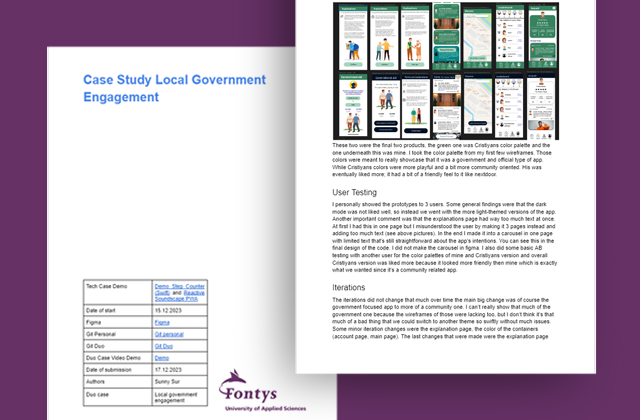 Case Study Local Government
Engagement
Tech Case Demo
Demo Step Counter
(Swift) and Reactive
Soundscape PWA
Date of start
15.12.2023
Figma
Figma
Git Personal
Git personal
Git Duo
Git Duo
Duo Case Video Demo
Demo
Date of submission
17.12.2023
Authors
Sunny Sur
Duo case
Local government
engagement
Fontys
University of Applied Sciences
These two were the final two products, the green one was Cristiyans color palette and the
one underneath this was mine. I took the color palette from my first few wireframes. Those
colors were meant to really showcase that it was a government and official type of app.
While Cristiyans colors were more playful and a bit more community oriented. His was
eventually liked more; it had a bit of a friendly feel to it like nextdoor.
User Testing
I personally showed the prototypes to 3 users. Some general findings were that the dark
mode was not liked well, so instead we went with the more light-themed versions of the app.
Another important comment was that the explanations page had way too much text at once.
At first I had this in one page but I misunderstood the user by making it 3 pages instead and
adding too much text (see above pictures). In the end I made it into a carousel in one page
with limited text that's still straightforward about the app's intentions. You can see this in the
final design of the code. I did not make the carousel in figma. I also did some basic AB
testing with another user for the color palettes of mine and Cristiyans version and overall
Cristiyans version was liked more because it looked more friendly then mine which is exactly
what we wanted since it's a community related app.
Iterations
The iterations did not change that much over time the main big change was of course the
government focused app to more of a community one. I can't really show that much of the
government one because the wireframes of those were lacking too, but I don't think it's that
much of a bad thing that we could switch to another theme so swiftly without much issues.
Some minor iteration changes were the explanation page, the color of the containers
(account page, main page). The last changes that were made were the explanation page